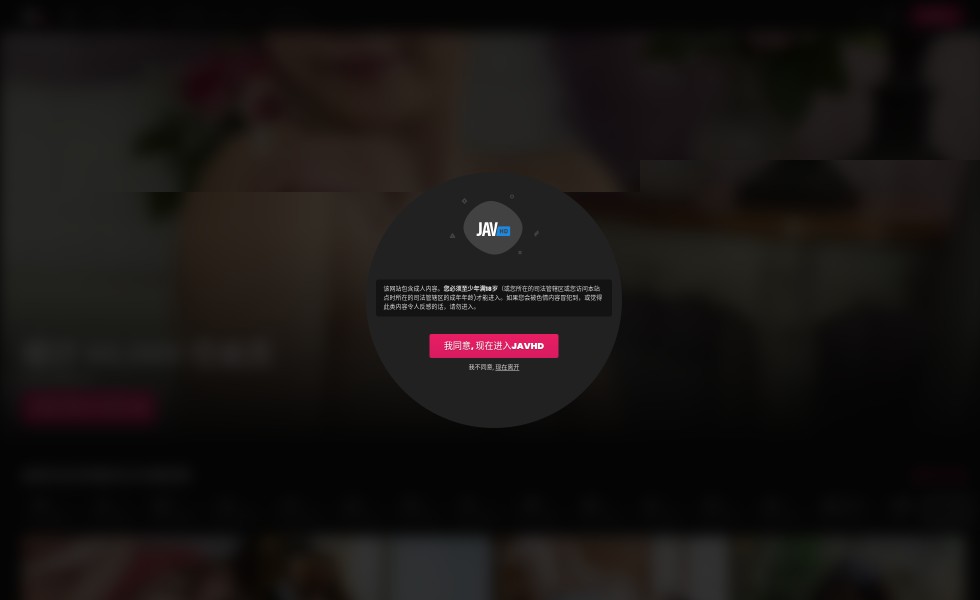 JAV HD
该网站包含成人内容。您必须至少年满18岁（或您所在的司法管辖区或您访问本站
点时所在的司法管辖区的成年年龄)才能进入。如果您会被色情内容冒犯到，或觉得
此类内容令人反感的话，请勿进入。
我同意, 现在进入JAVHD
我不同意, 现在离开